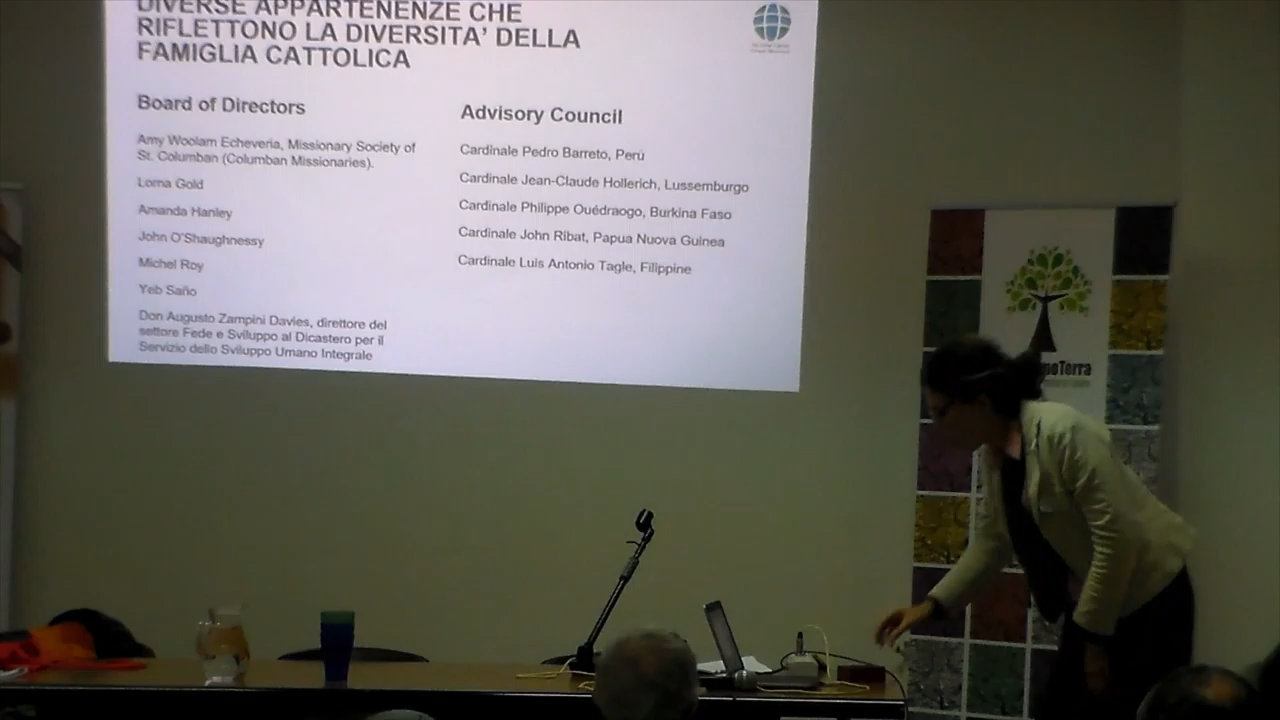 DIVERSE APPARTENENZE CHE
RIFLETTONO LA DIVERSITA' DELLA
FAMIGLIA CATTOLICA
Board of Directors
Amy Woolam Echeveria, Missionary Society of
St. Columban (Columban Missionaries).
Lorna Gold
Amanda Hanley
John O'Shaughnessy
Michel Roy
Yeb Saño
Don Augusto Zampini Davies, direttore del
settore Fede e Sviluppo al Dicastero per il
Servizio dello Sviluppo Umano Integrale
Advisory Council
Cardinale Pedro Barreto, Perù
Cardinale Jean-Claude Hollerich, Lussemburgo
Cardinale Philippe Ouédraogo, Burkina Faso
Cardinale John Ribat, Papua Nuova Guinea
Cardinale Luis Antonio Tagle, Filippine
noTerra